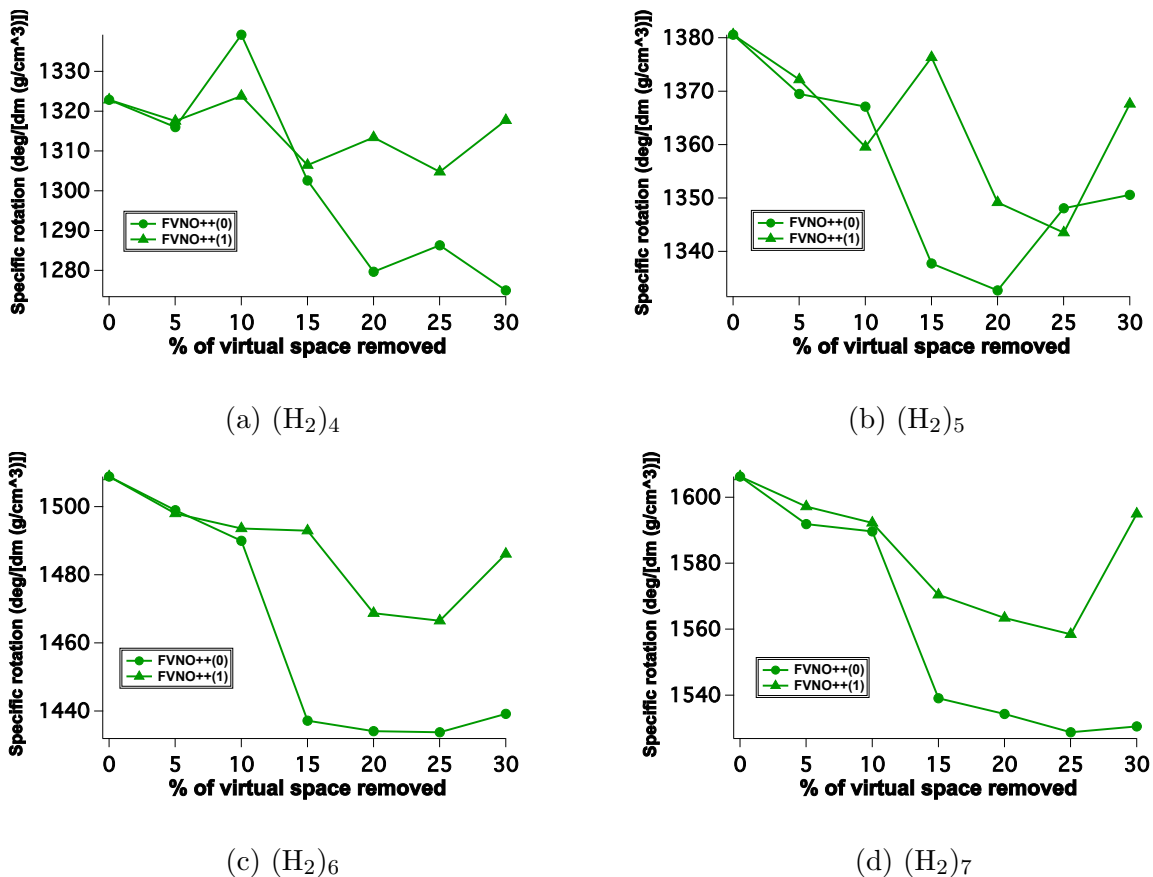 Specific rotation (deg/[dm (g/cm^3)])
1330
1320
1310
1300
1290
1280
FVNO++(0)
FVNO++(1)
0 5 10 15 20 25 30
% of virtual space removed
(a) (H2)4
Specific rotation (deg/[dm (g/cm^3)])
1380
1370
1360
1350
1340
FVNO++(0)
FVNO++(1)
0 5 10 15 20 25 30
% of virtual space removed
(b) (H2)5
Specific rotation (deg/[dm (g/cm^3)])
1500
1480
1460
1440
FVNO++(0)
FVNO++(1)
0 5 10 15 20 25 30
% of virtual space removed
(c) (H2)6
Specific rotation (deg/[dm (g/cm^3)])
1600
1580
1560
1540
FVNO++(0)
FVNO++(1)
0 5 10 15 20 25 30
% of virtual space removed
(d) (H2)7